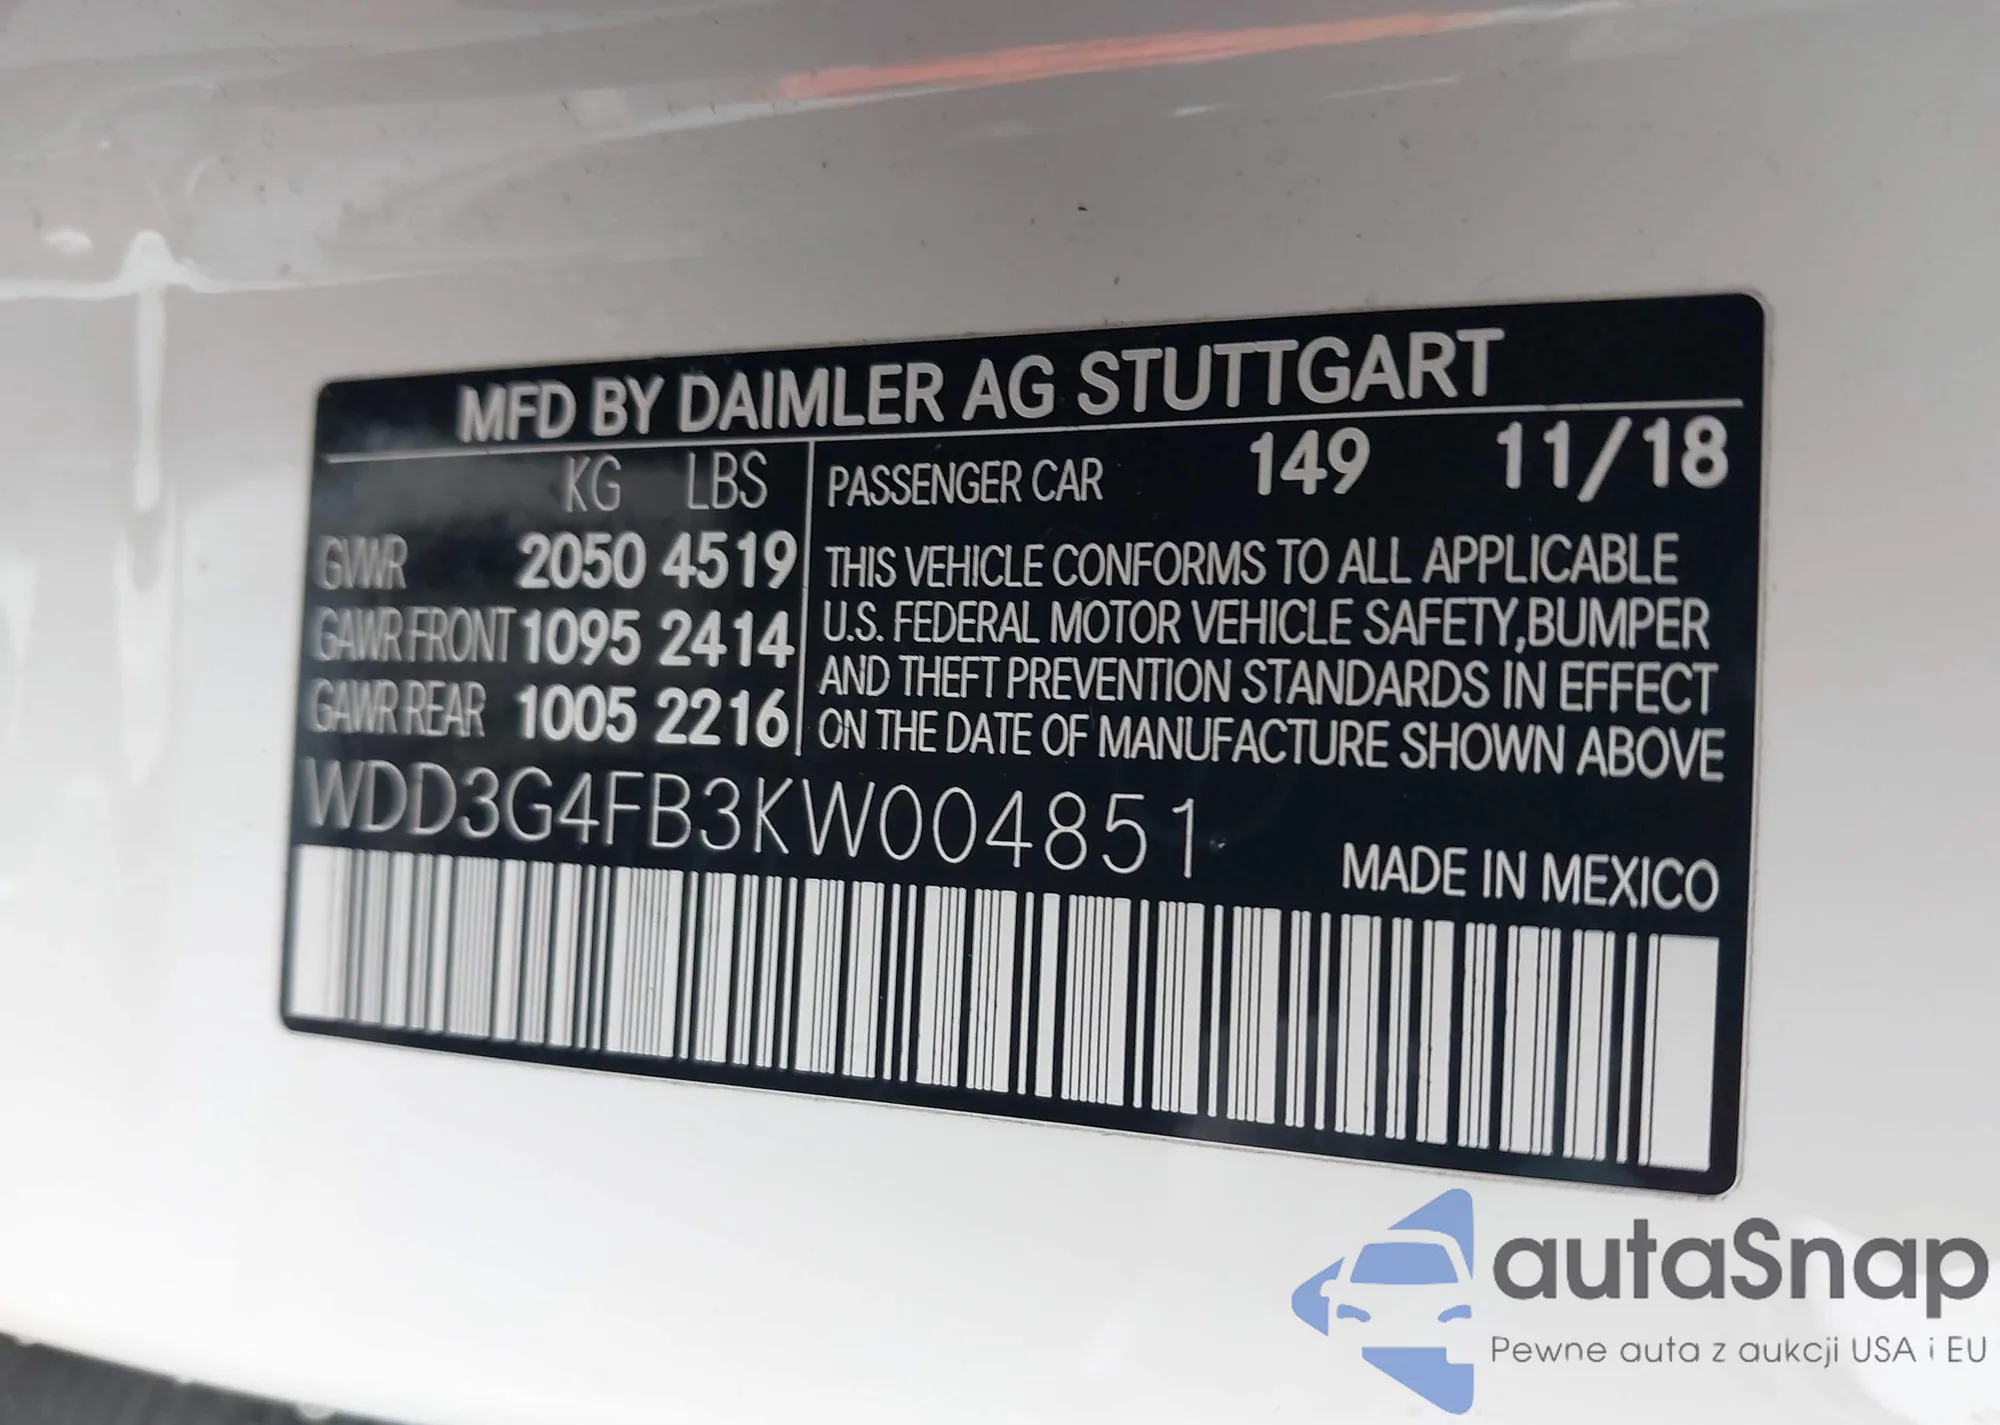 MFD BY DAIMLER AG STUTTGART
KG LBS
GVWR 2050 4519
GAWR FRONT 1095 2414
GAWR REAR 1005 2216
PASSENGER CAR 149 11/18
THIS VEHICLE CONFORMS TO ALL APPLICABLE
U.S. FEDERAL MOTOR VEHICLE SAFETY,BUMPER
AND THEFT PREVENTION STANDARDS IN EFFECT
ON THE DATE OF MANUFACTURE SHOWN ABOVE
WDD3G4FB3KW004851
MADE IN MEXICO
autaSnap
Pewne auta z aukcji USA i EU